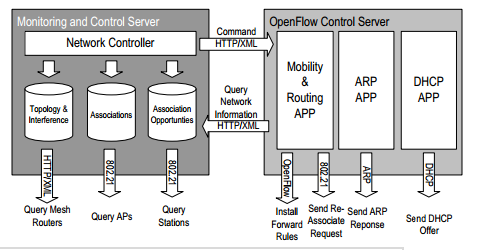 Monitoring and Control Server
Network Controller
Topology &
Interference
Associations
Association
Opportunties
HTTP/XML
802.21
802.21
Query Mesh
Routers
Query APs
Query
Stations
Command
HTTP/XML
Query
Network
Information
HTTP/XML
OpenFlow Control Server
Mobility
&
Routing
APP
ARP
APP
DHCP
APP
OpenFlow
802.21
ARP
DHCP
Install
Forward
Rules
Send Re-
Associate
Request
Send ARP
Reponse
Send DHCP
Offer